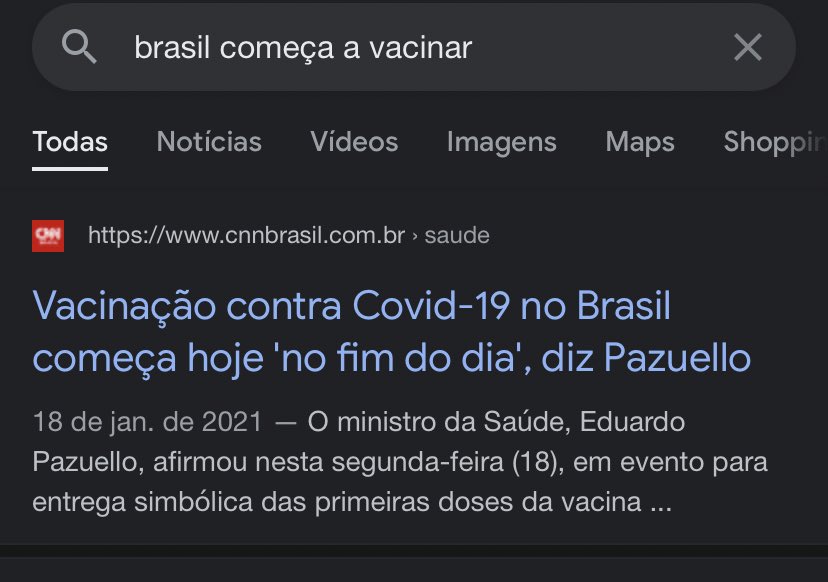 brasil começa a vacinar
Todas Notícias Vídeos Imagens Maps Shoppin
CNN https://www.cnnbrasil.com.br › saude
Vacinação contra Covid-19 no Brasil
começa hoje 'no fim do dia', diz Pazuello
18 de jan. de 2021 — O ministro da Saúde, Eduardo
Pazuello, afirmou nesta segunda-feira (18), em evento para
entrega simbólica das primeiras doses da vacina ...